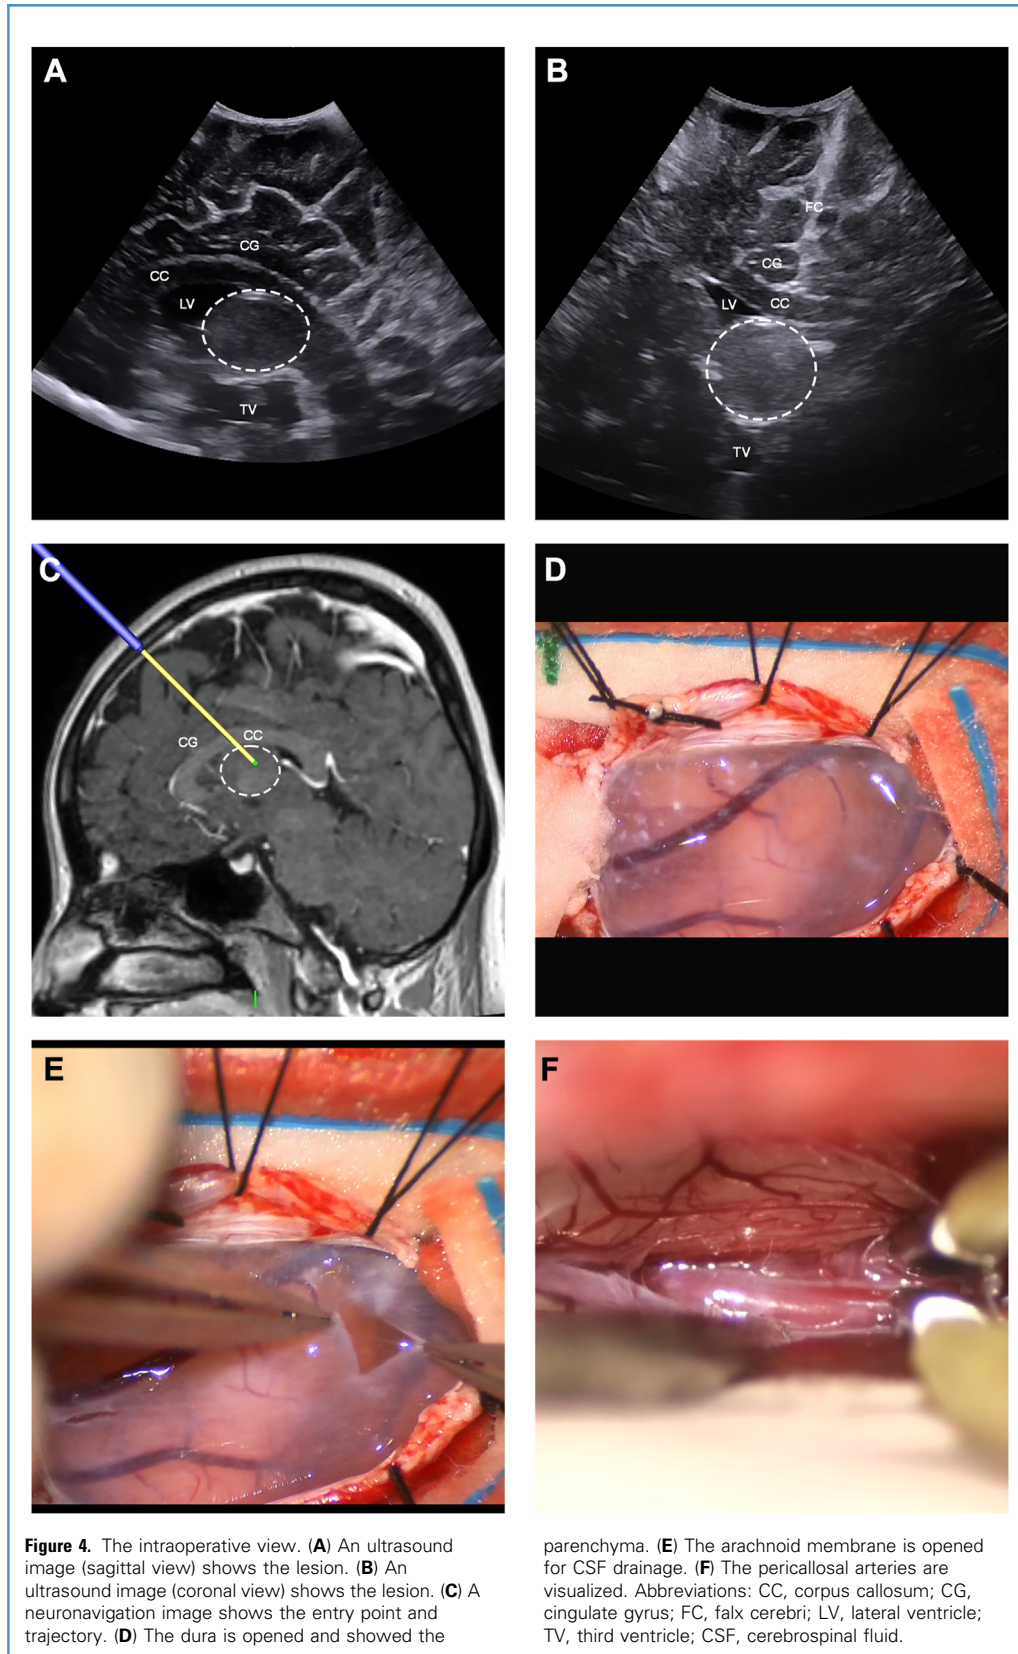 A
CG
CC
LV
TV
B
FC
CG
LV
CC
TV
C
CC
CG
D
E
F
Figure 4. The intraoperative view. (A) An ultrasound
image (sagittal view) shows the lesion. (B) An
ultrasound image (coronal view) shows the lesion. (C) A
neuronavigation image shows the entry point and
trajectory. (D) The dura is opened and showed the
parenchyma. (E) The arachnoid membrane is opened
for CSF drainage. (F) The pericallosal arteries are
visualized. Abbreviations: CC, corpus callosum; CG,
cingulate gyrus; FC, falx cerebri; LV, lateral ventricle;
TV, third ventricle; CSF, cerebrospinal fluid.